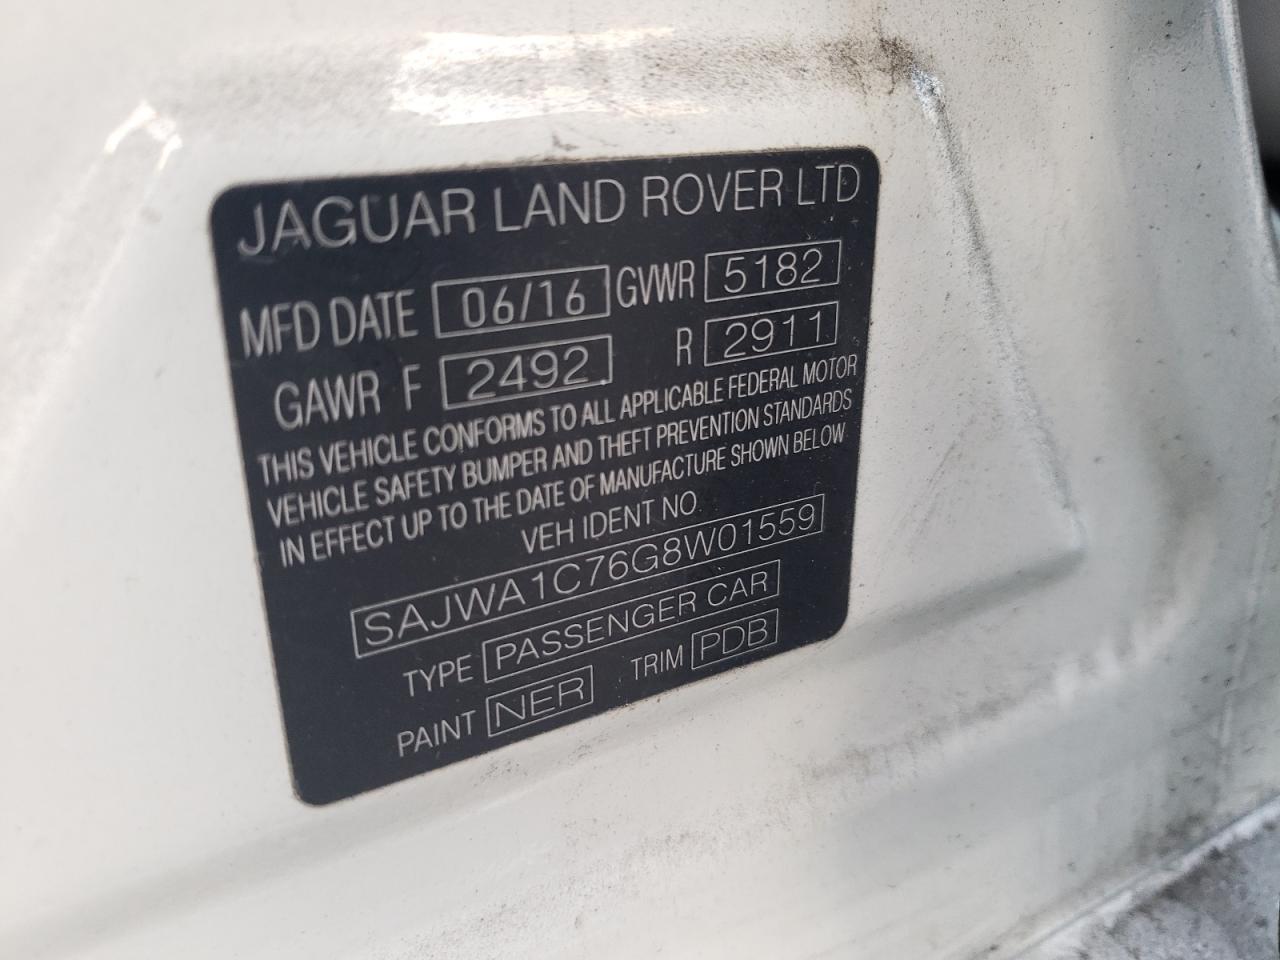 JAGUAR LAND ROVER LTD
MFD DATE 06/16 GVWR 5182
GAWR F 2492 R 2911
THIS VEHICLE CONFORMS TO ALL APPLICABLE FEDERAL MOTOR
VEHICLE SAFETY BUMPER AND THEFT PREVENTION STANDARDS
IN EFFECT UP TO THE DATE OF MANUFACTURE SHOWN BELOW
VEH IDENT NO
SAJWA1C76G8W01559
TYPE PASSENGER CAR
PAINT NER TRIM PDB